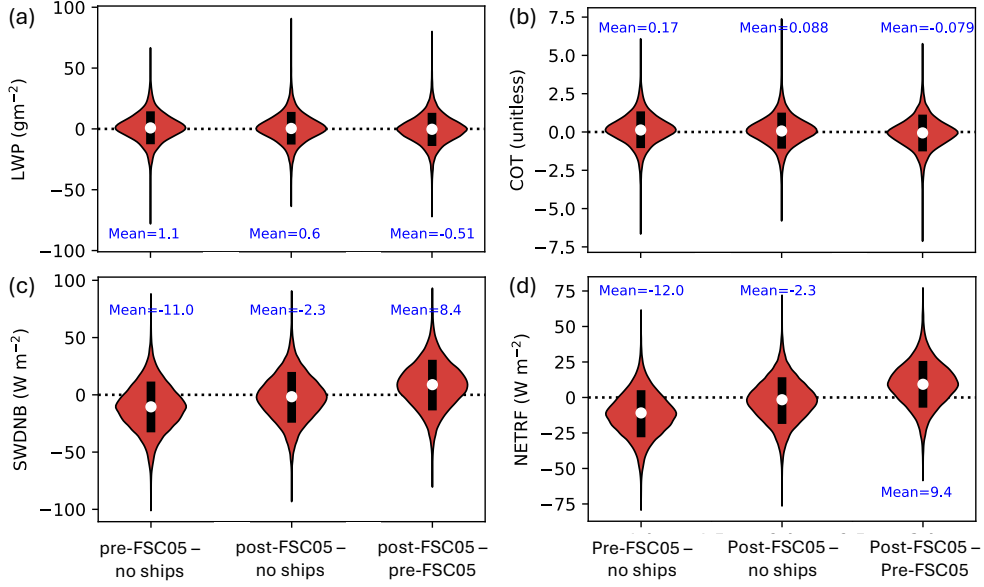 (a)
100
50
0
−50
−100
LWP (gm−2)
Mean=1.1
Mean=0.6
Mean=-0.51
(b)
7.5
5.0
2.5
0.0
−2.5
−5.0
−7.5
COT (unitless)
Mean=0.17
Mean=0.088
Mean=-0.079
(c)
100
50
0
−50
−100
SWDNB (W m−2)
Mean=-11.0
Mean=-2.3
Mean=8.4
pre-FSC05 –
no ships
post-FSC05 –
no ships
post-FSC05 –
pre-FSC05
(d)
75
50
25
0
−25
−50
−75
NETRF (W m−2)
Mean=-12.0
Mean=-2.3
Mean=9.4
Pre-FSC05 –
no ships
Post-FSC05 –
no ships
Post-FSC05 –
Pre-FSC05